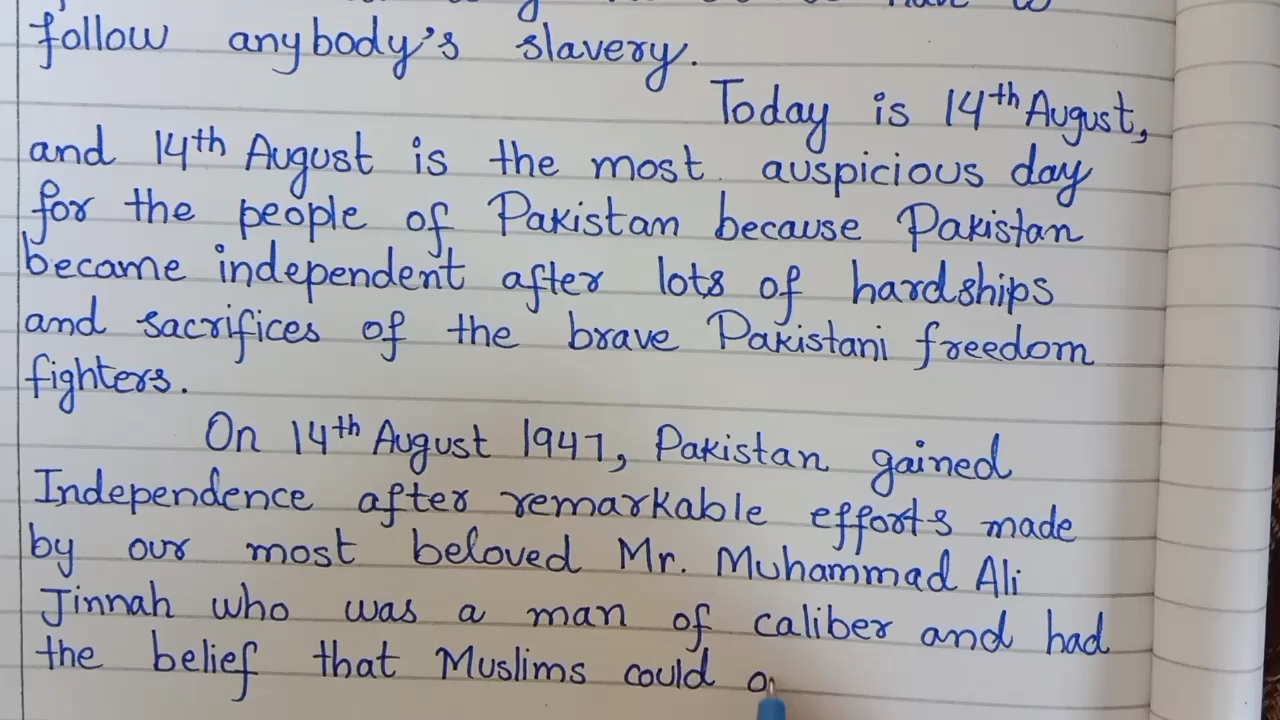 follow anybody's slavery.
Today is 14th August,
and 14th August is the most auspicious day
for the people of Pakistan because Pakistan
became independent after lots of hardships
and sacrifices of the brave Pakistani freedom
fighters.
On 14th August 1947, Pakistan gained
Independence after remarkable efforts made
by our most beloved Mr. Muhammad Ali
Jinnah who was a man of caliber and had
the belief that Muslims could